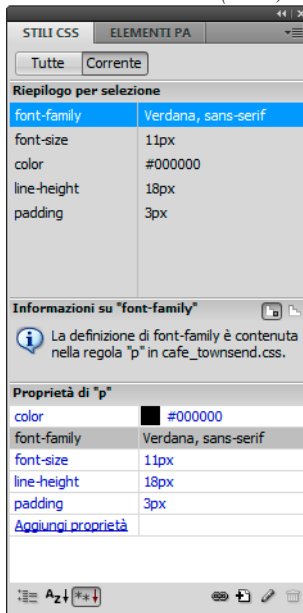 STILI CSS ELEMENTI PA
Tutte Corrente
Riepilogo per selezione
font-family Verdana, sans-serif
font-size 11px
color #000000
line-height 18px
padding 3px
Informazioni su "font-family"
La definizione di font-family è contenuta
nella regola "p" in cafe_townsend.css.
Proprietà di "p"
color #000000
font-family Verdana, sans-serif
font-size 11px
line-height 18px
padding 3px
Aggiungi proprietà
AZ↓ **↓